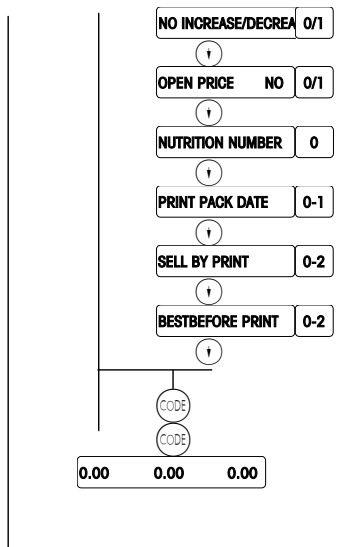 NO INCREASE/DECREA 0/1
OPEN PRICE NO 0/1
NUTRITION NUMBER 0
PRINT PACK DATE 0-1
SELL BY PRINT 0-2
BESTBEFORE PRINT 0-2
CODE
CODE
0.00 0.00 0.00